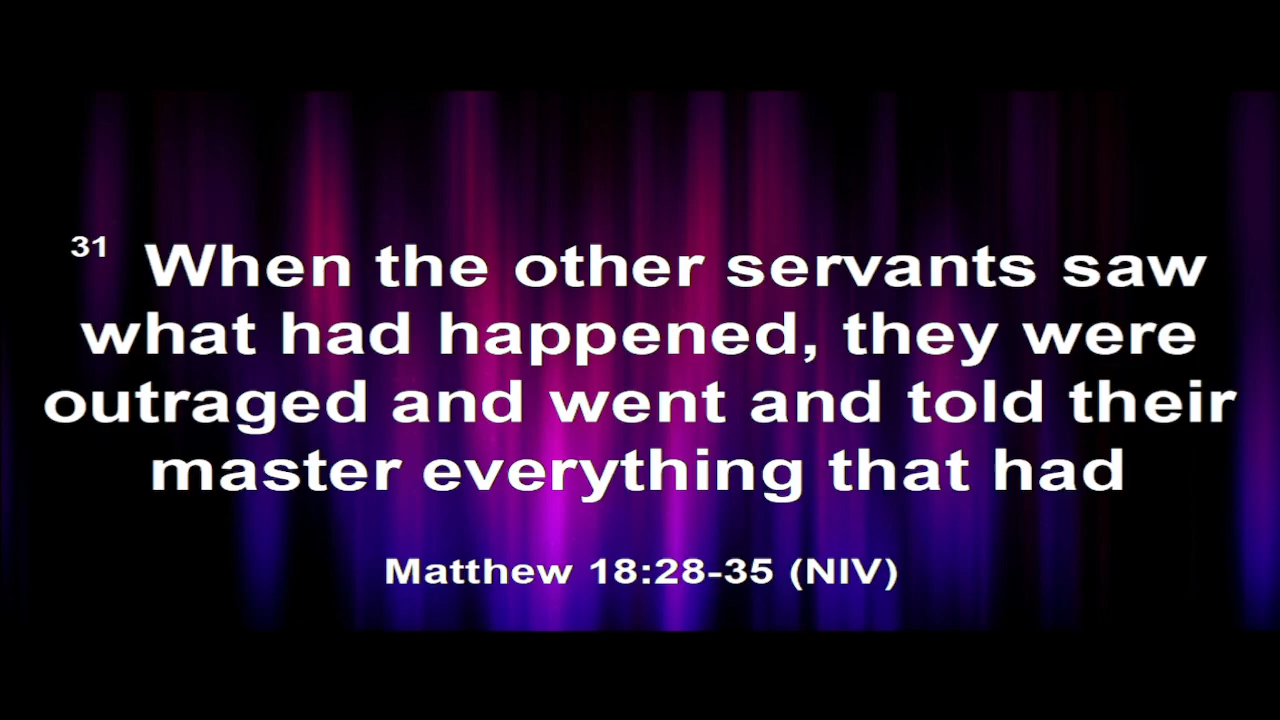 31 When the other servants saw
what had happened, they were
outraged and went and told their
master everything that had
Matthew 18:28-35 (NIV)